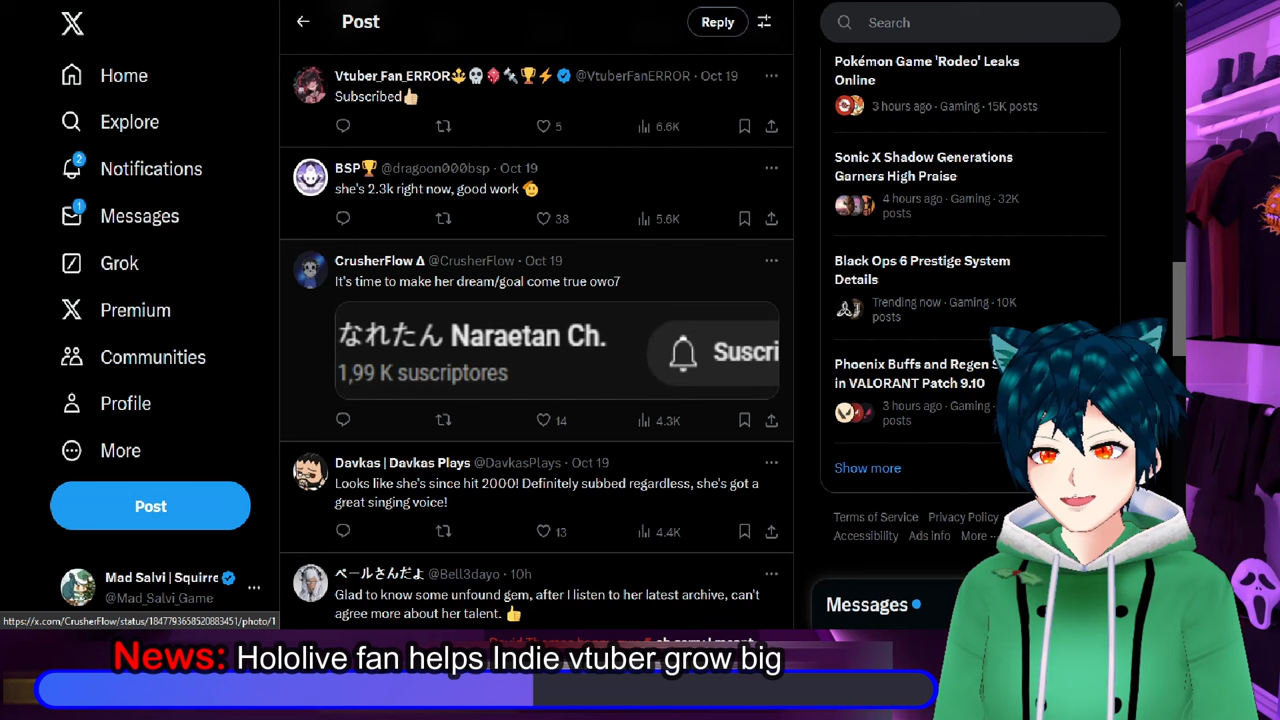 Home
Explore
2
Notifications
1
Messages
Grok
Premium
Communities
Profile
More
Post
Mad Salvi | Squirre
@Mad_Salvi_Game
https://x.com/CrusherFlow/status/1847793658520883451/photo/1
Post
Reply
Vtuber_Fan_ERROR @VtuberFanERROR · Oct 19
Subscribed
5
6.6K
BSP @dragoon000bsp · Oct 19
she's 2.3k right now, good work
38
5.6K
CrusherFlow Δ @CrusherFlow · Oct 19
It's time to make her dream/goal come true owo7
なれたん Naraetan Ch.
1,99 K suscriptores
Suscri
14
4.3K
Davkas | Davkas Plays @DavkasPlays · Oct 19
Looks like she's since hit 2000! Definitely subbed regardless, she's got a
great singing voice!
13
4.4K
ベールさんだよ @Bell3dayo · 10h
Glad to know some unfound gem, after I listen to her latest archive, can't
agree more about her talent.
Search
Pokémon Game 'Rodeo' Leaks
Online
3 hours ago · Gaming · 15K posts
Sonic X Shadow Generations
Garners High Praise
4 hours ago · Gaming · 32K
posts
Black Ops 6 Prestige System
Details
Trending now · Gaming · 10K
posts
Phoenix Buffs and Regen
in VALORANT Patch 9.10
3 hours ago · Gaming ·
posts
Show more
Terms of Service Privacy Policy
Accessibility Ads info More
Messages
News: Hololive fan helps Indie vtuber grow big